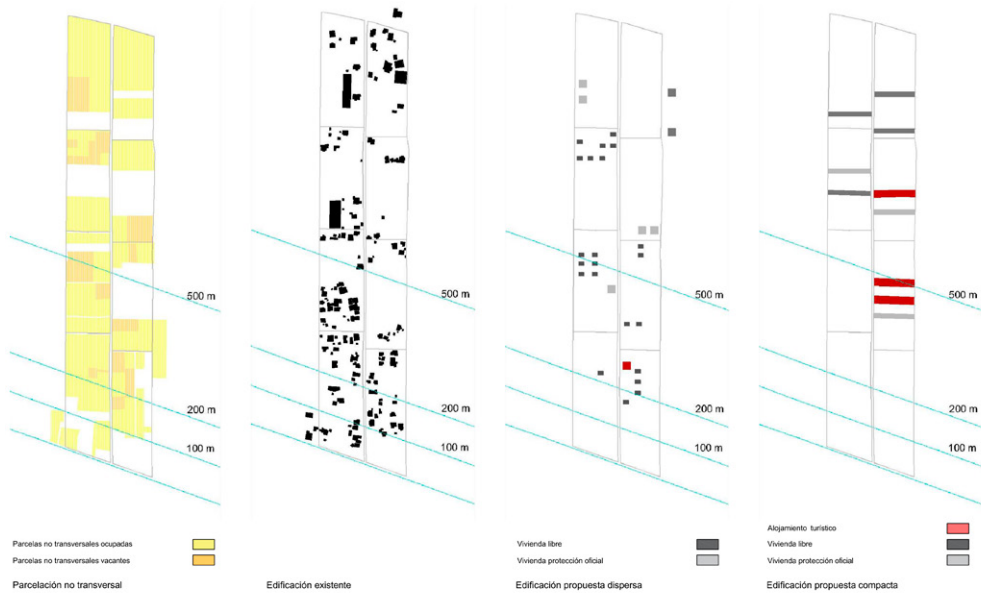 500 m
200 m
100 m
Parcelas no transversales ocupadas
Parcelas no transversales vacantes
Parcelación no transversal
500 m
200 m
100 m
Edificación existente
500 m
200 m
100 m
Vivienda libre
Vivienda protección oficial
Edificación propuesta dispersa
500 m
200 m
100 m
Alojamiento turístico
Vivienda libre
Vivienda protección oficial
Edificación propuesta compacta